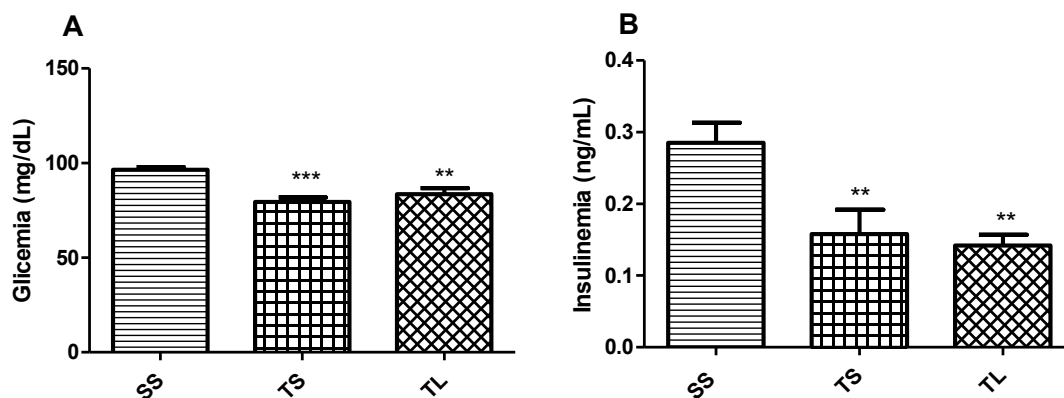 A
Glicemia (mg/dL)
150
100
50
0
***
**
SS
TS
TL
B
Insulinemia (ng/mL)
0.4
0.3
0.2
0.1
0.0
**
**
SS
TS
TL